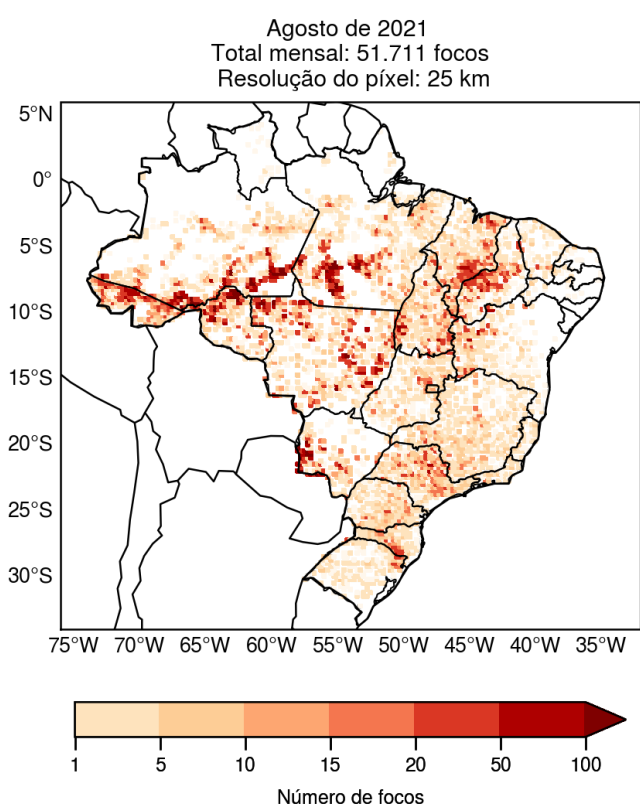 Agosto de 2021
Total mensal: 51.711 focos
Resolução do píxel: 25 km
5°N
0°
5°S
10°S
15°S
20°S
25°S
30°S
75°W 70°W 65°W 60°W 55°W 50°W 45°W 40°W 35°W
1 5 10 15 20 50 100
Número de focos